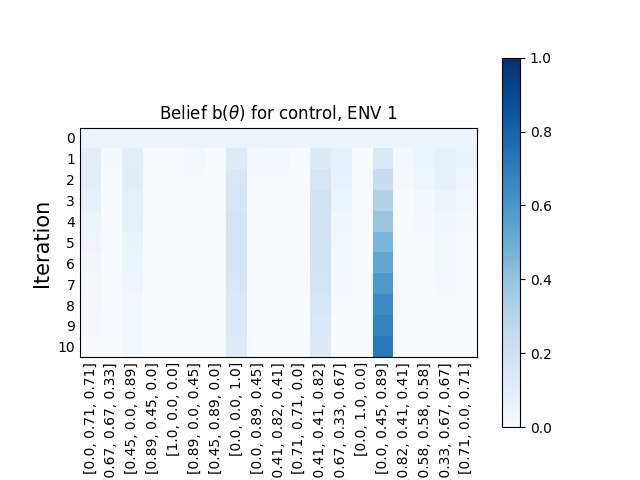 Belief b(θ) for control, ENV 1
Iteration
0
1
2
3
4
5
6
7
8
9
10
[0.0, 0.71, 0.71]
0.67, 0.67, 0.33]
[0.45, 0.0, 0.89]
[0.89, 0.45, 0.0]
[1.0, 0.0, 0.0]
[0.89, 0.0, 0.45]
[0.45, 0.89, 0.0]
[0.0, 0.0, 1.0]
[0.0, 0.89, 0.45]
0.41, 0.82, 0.41]
[0.71, 0.71, 0.0]
0.41, 0.41, 0.82]
0.67, 0.33, 0.67]
[0.0, 1.0, 0.0]
[0.0, 0.45, 0.89]
0.82, 0.41, 0.41]
0.58, 0.58, 0.58]
0.33, 0.67, 0.67]
[0.71, 0.0, 0.71]
1.0
0.8
0.6
0.4
0.2
0.0